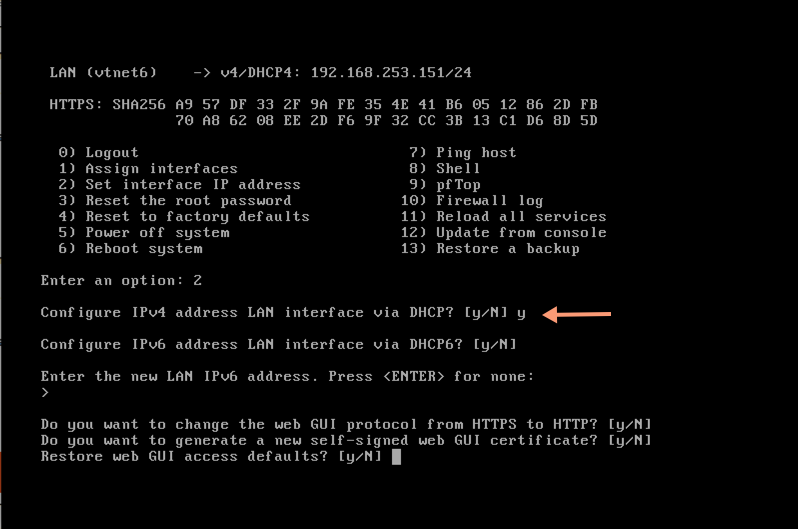 LAN (vtnet6)    -> v4/DHCP4: 192.168.253.151/24
HTTPS: SHA256 A9 57 DF 33 2F 9A FE 35 4E 41 B6 05 12 86 2D FB
70 A8 62 08 EE 2D F6 9F 32 CC 3B 13 C1 D6 8D 5D
0) Logout                              7) Ping host
1) Assign interfaces                   8) Shell
2) Set interface IP address            9) pfTop
3) Reset the root password            10) Firewall log
4) Reset to factory defaults          11) Reload all services
5) Power off system                   12) Update from console
6) Reboot system                      13) Restore a backup
Enter an option: 2
Configure IPv4 address LAN interface via DHCP? [y/N] y
Configure IPv6 address LAN interface via DHCP6? [y/N]
Enter the new LAN IPv6 address. Press <ENTER> for none:
>
Do you want to change the web GUI protocol from HTTPS to HTTP? [y/N]
Do you want to generate a new self-signed web GUI certificate? [y/N]
Restore web GUI access defaults? [y/N]